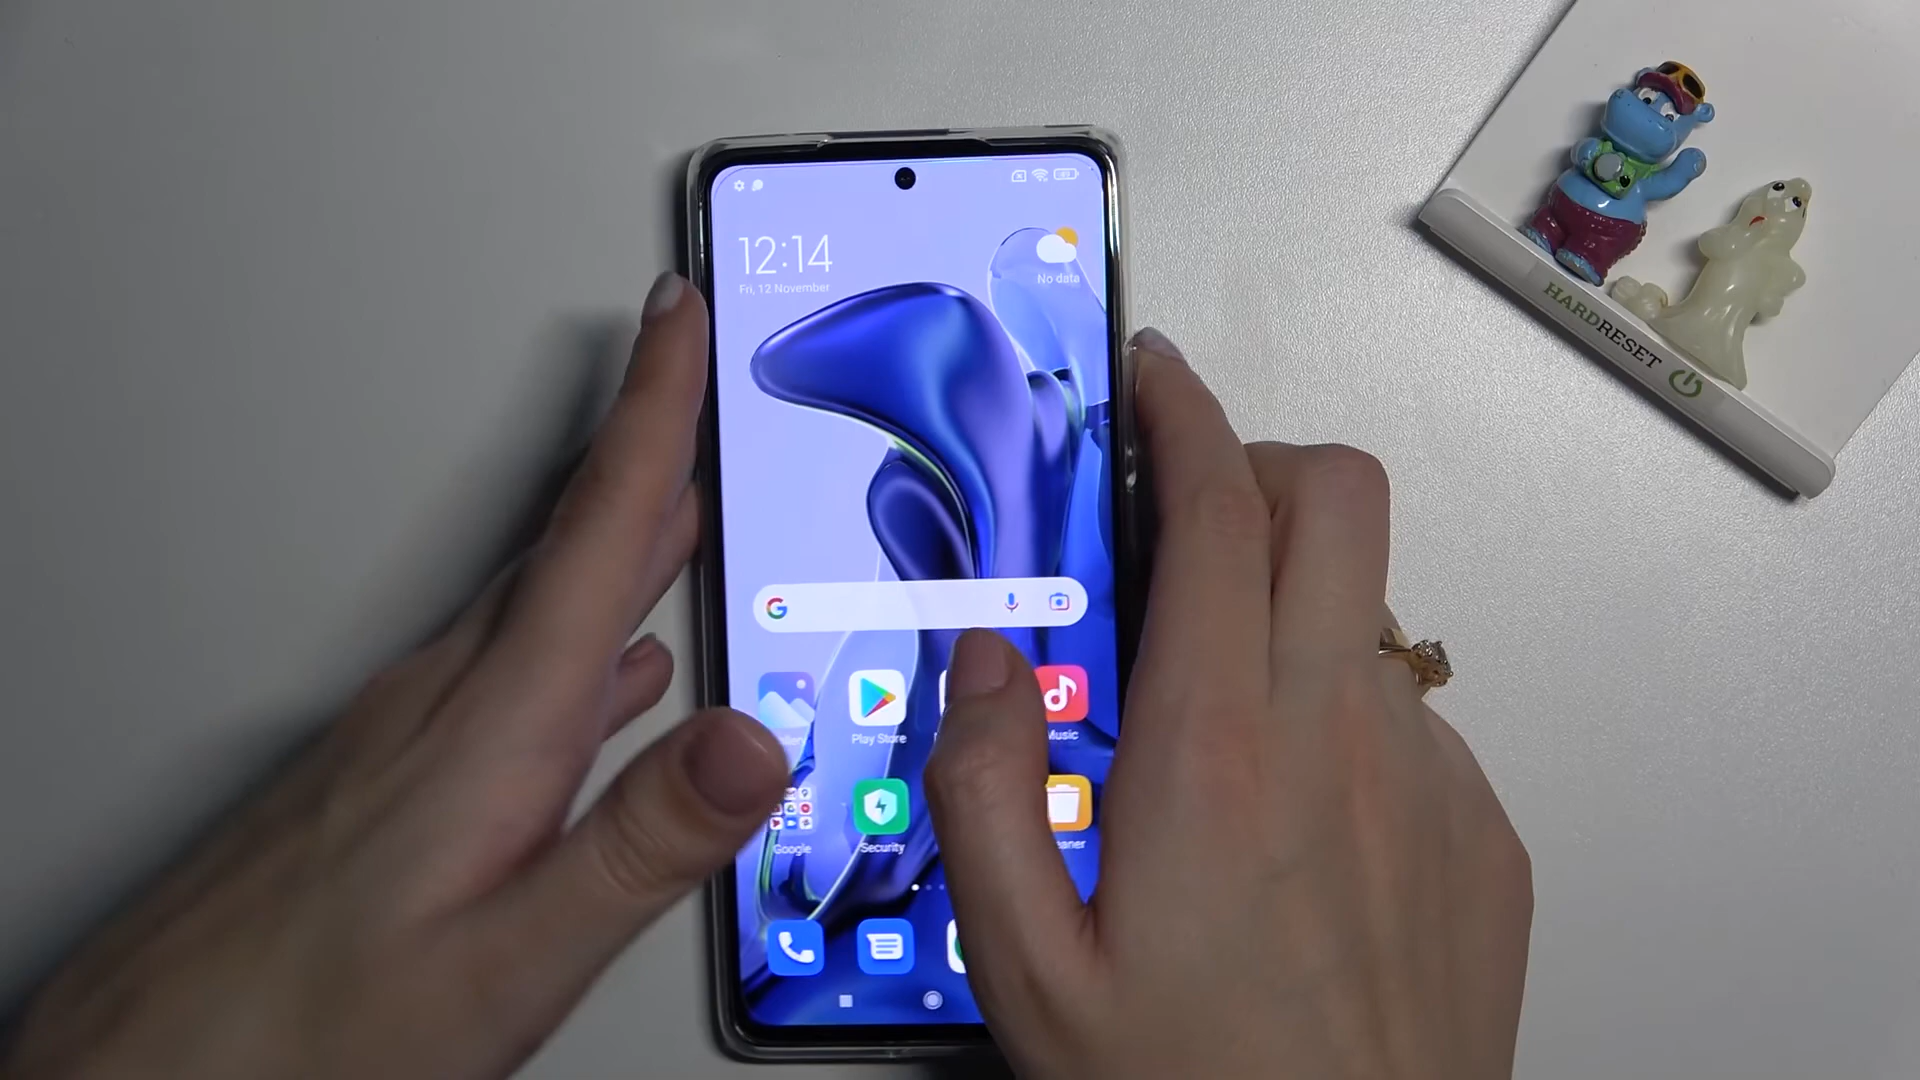 12:14
Fri, 12 November
No data
Play Store
Music
Google
Security
HARDRESET